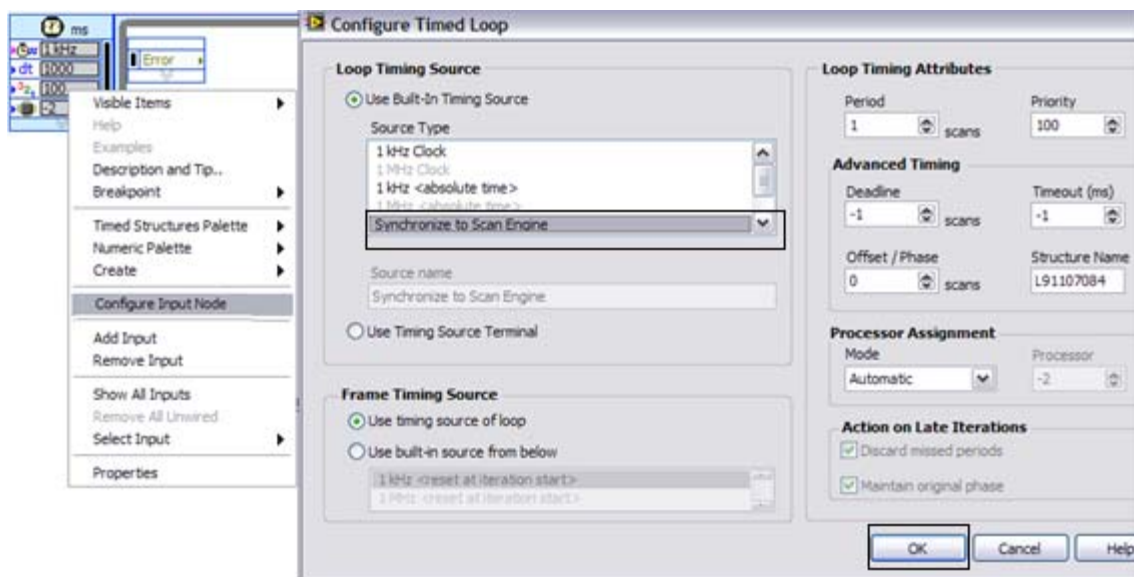 ms
1 kHz
dt 1000
100
-2
Error
Visible Items
Help
Examples
Description and Tip..
Breakpoint
Timed Structures Palette
Numeric Palette
Create
Configure Input Node
Add Input
Remove Input
Show All Inputs
Remove All Unwired
Select Input
Properties
Configure Timed Loop
Loop Timing Source
Use Built-In Timing Source
Source Type
1 kHz Clock
1 MHz Clock
1 kHz <absolute time>
1 MHz <absolute time>
Synchronize to Scan Engine
Source name
Synchronize to Scan Engine
Use Timing Source Terminal
Frame Timing Source
Use timing source of loop
Use built-in source from below
1 kHz <reset at iteration start>
1 MHz <reset at iteration start>
Loop Timing Attributes
Period
Priority
1 scans
100
Advanced Timing
Deadline
Timeout (ms)
-1 scans
-1
Offset / Phase
Structure Name
0 scans
L91107084
Processor Assignment
Mode
Processor
Automatic
-2
Action on Late Iterations
Discard missed periods
Maintain original phase
OK
Cancel
Help